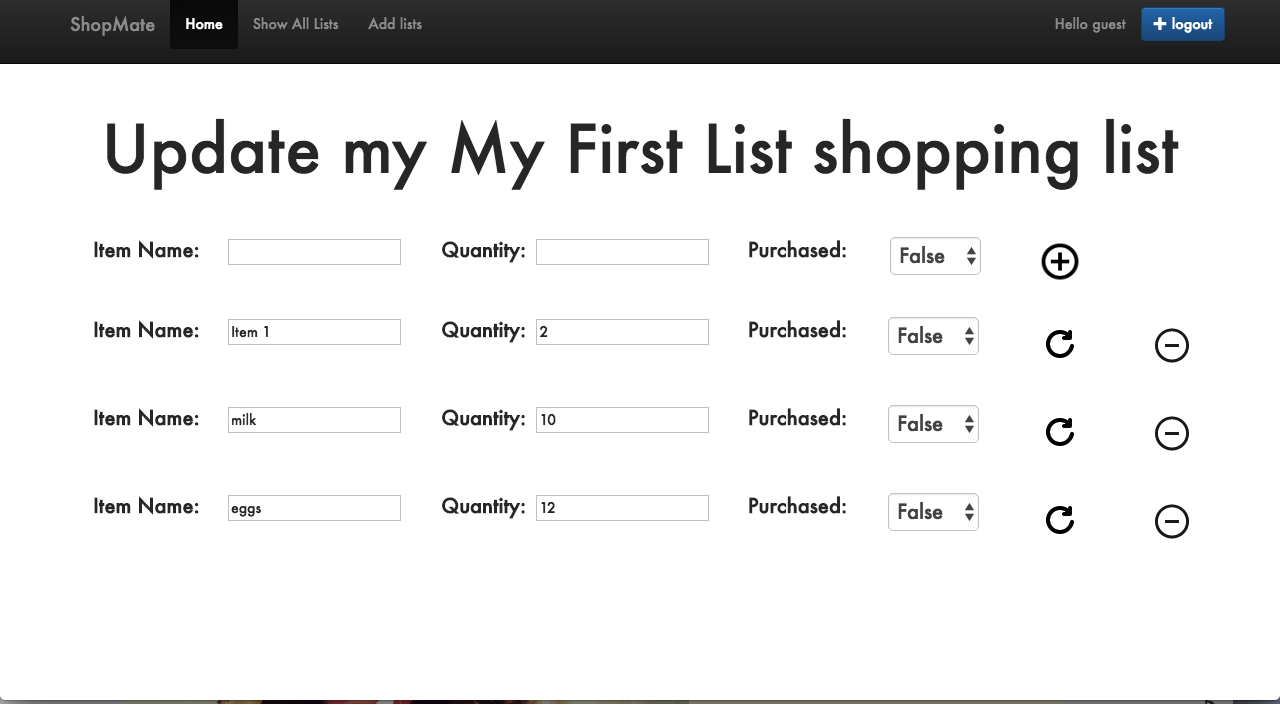 ShopMate Home Show All Lists Add lists Hello guest logout
Update my My First List shopping list
Item Name: Quantity: Purchased: False
Item Name: Item 1 Quantity: 2 Purchased: False
Item Name: milk Quantity: 10 Purchased: False
Item Name: eggs Quantity: 12 Purchased: False